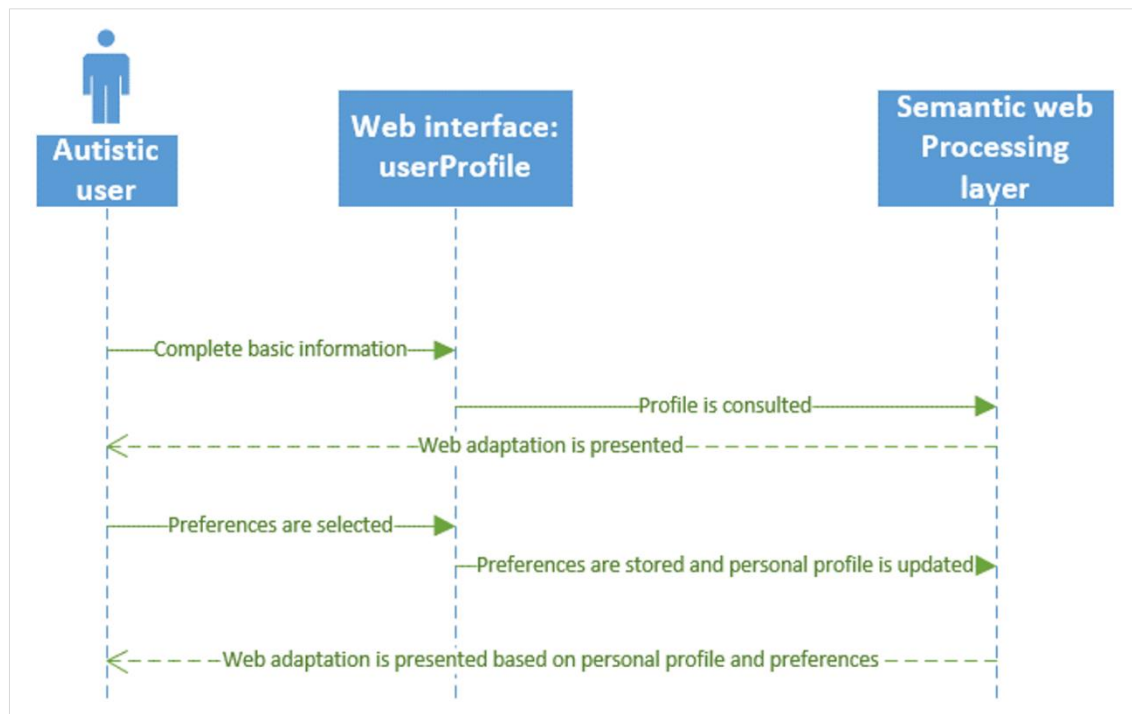 Autistic
user
Web interface:
userProfile
Semantic web
Processing
layer
Complete basic information
Profile is consulted
Web adaptation is presented
Preferences are selected
Preferences are stored and personal profile is updated
Web adaptation is presented based on personal profile and preferences